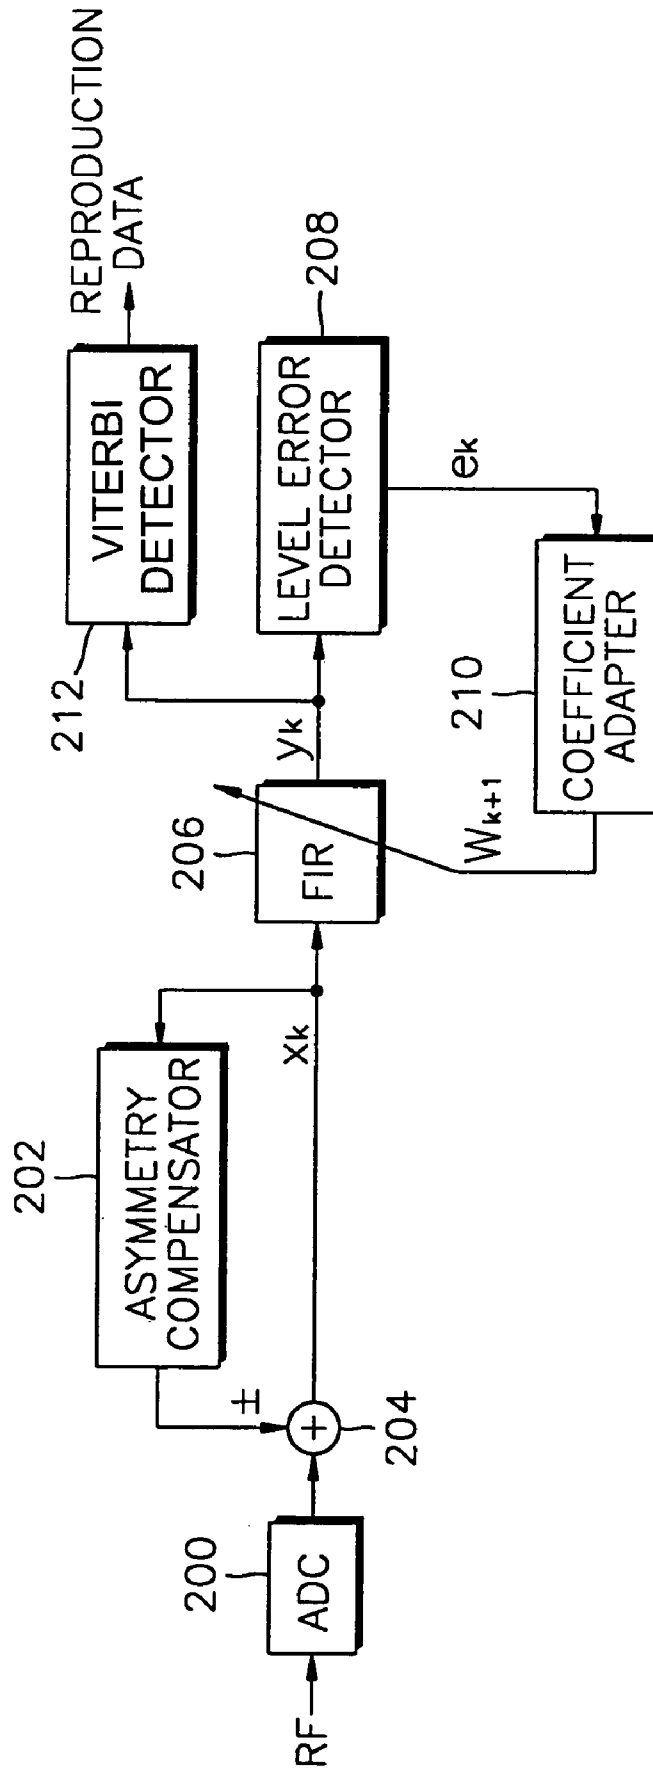 RF
200
ADC
±
+
204
202
ASYMMETRY
COMPENSATOR
xk
206
FIR
yk
212
VITERBI
DETECTOR
REPRODUCTION
DATA
LEVEL ERROR
DETECTOR
208
ek
210
COEFFICIENT
ADAPTER
Wk+1